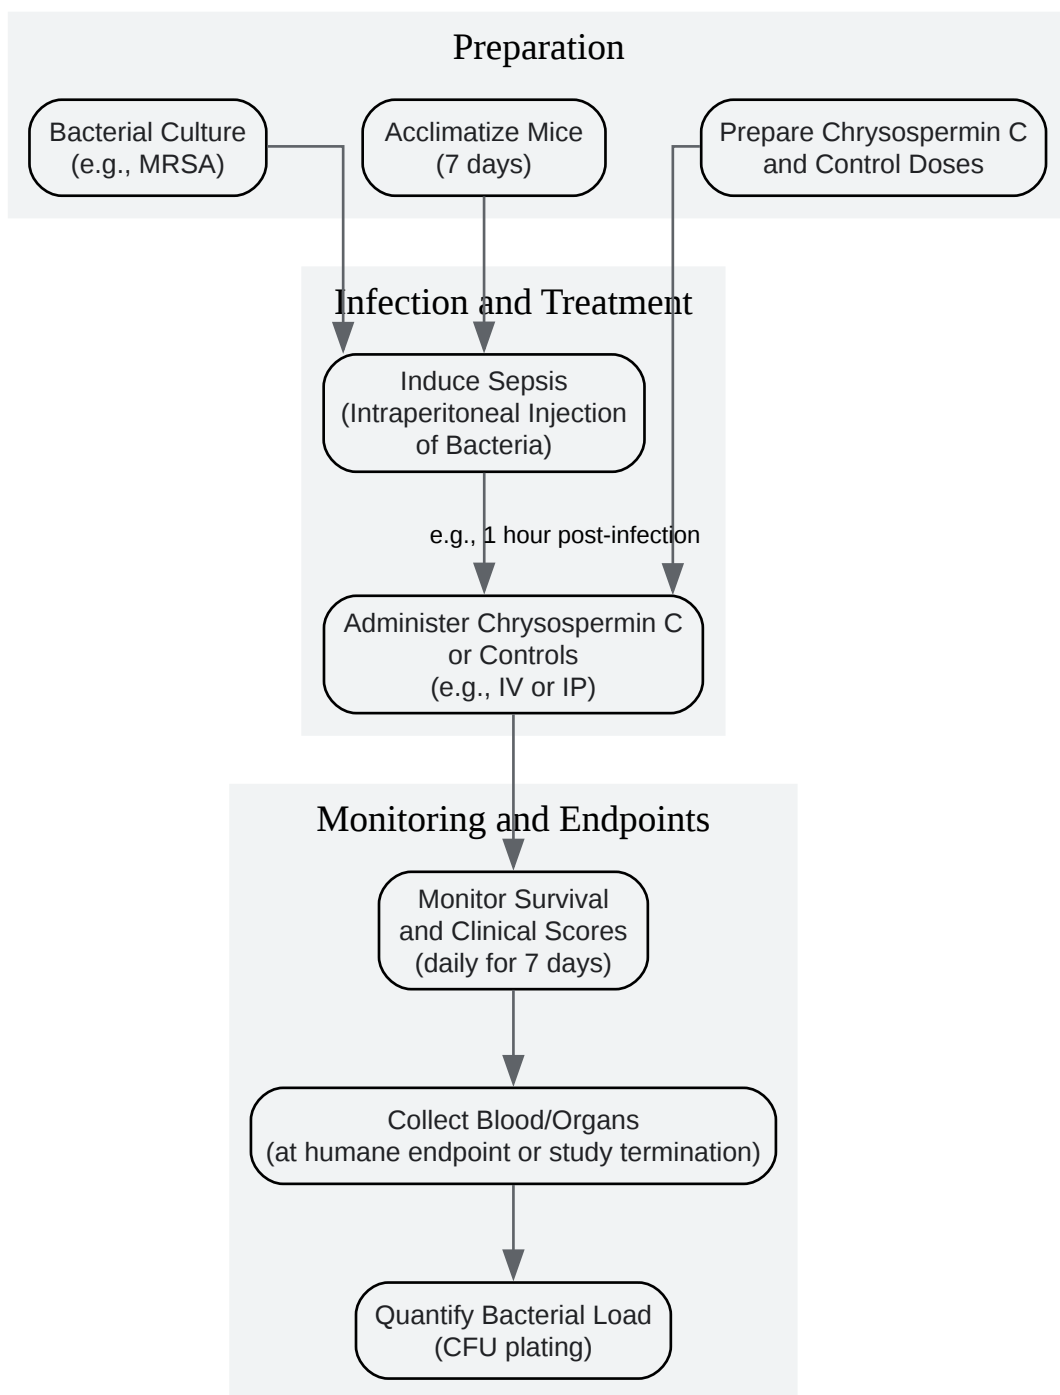 Preparation
Bacterial Culture
(e.g., MRSA)
Acclimatize Mice
(7 days)
Prepare Chrysospermin C
and Control Doses
Infection and Treatment
Induce Sepsis
(Intraperitoneal Injection
of Bacteria)
e.g., 1 hour post-infection
Administer Chrysospermin C
or Controls
(e.g., IV or IP)
Monitoring and Endpoints
Monitor Survival
and Clinical Scores
(daily for 7 days)
Collect Blood/Organs
(at humane endpoint or study termination)
Quantify Bacterial Load
(CFU plating)